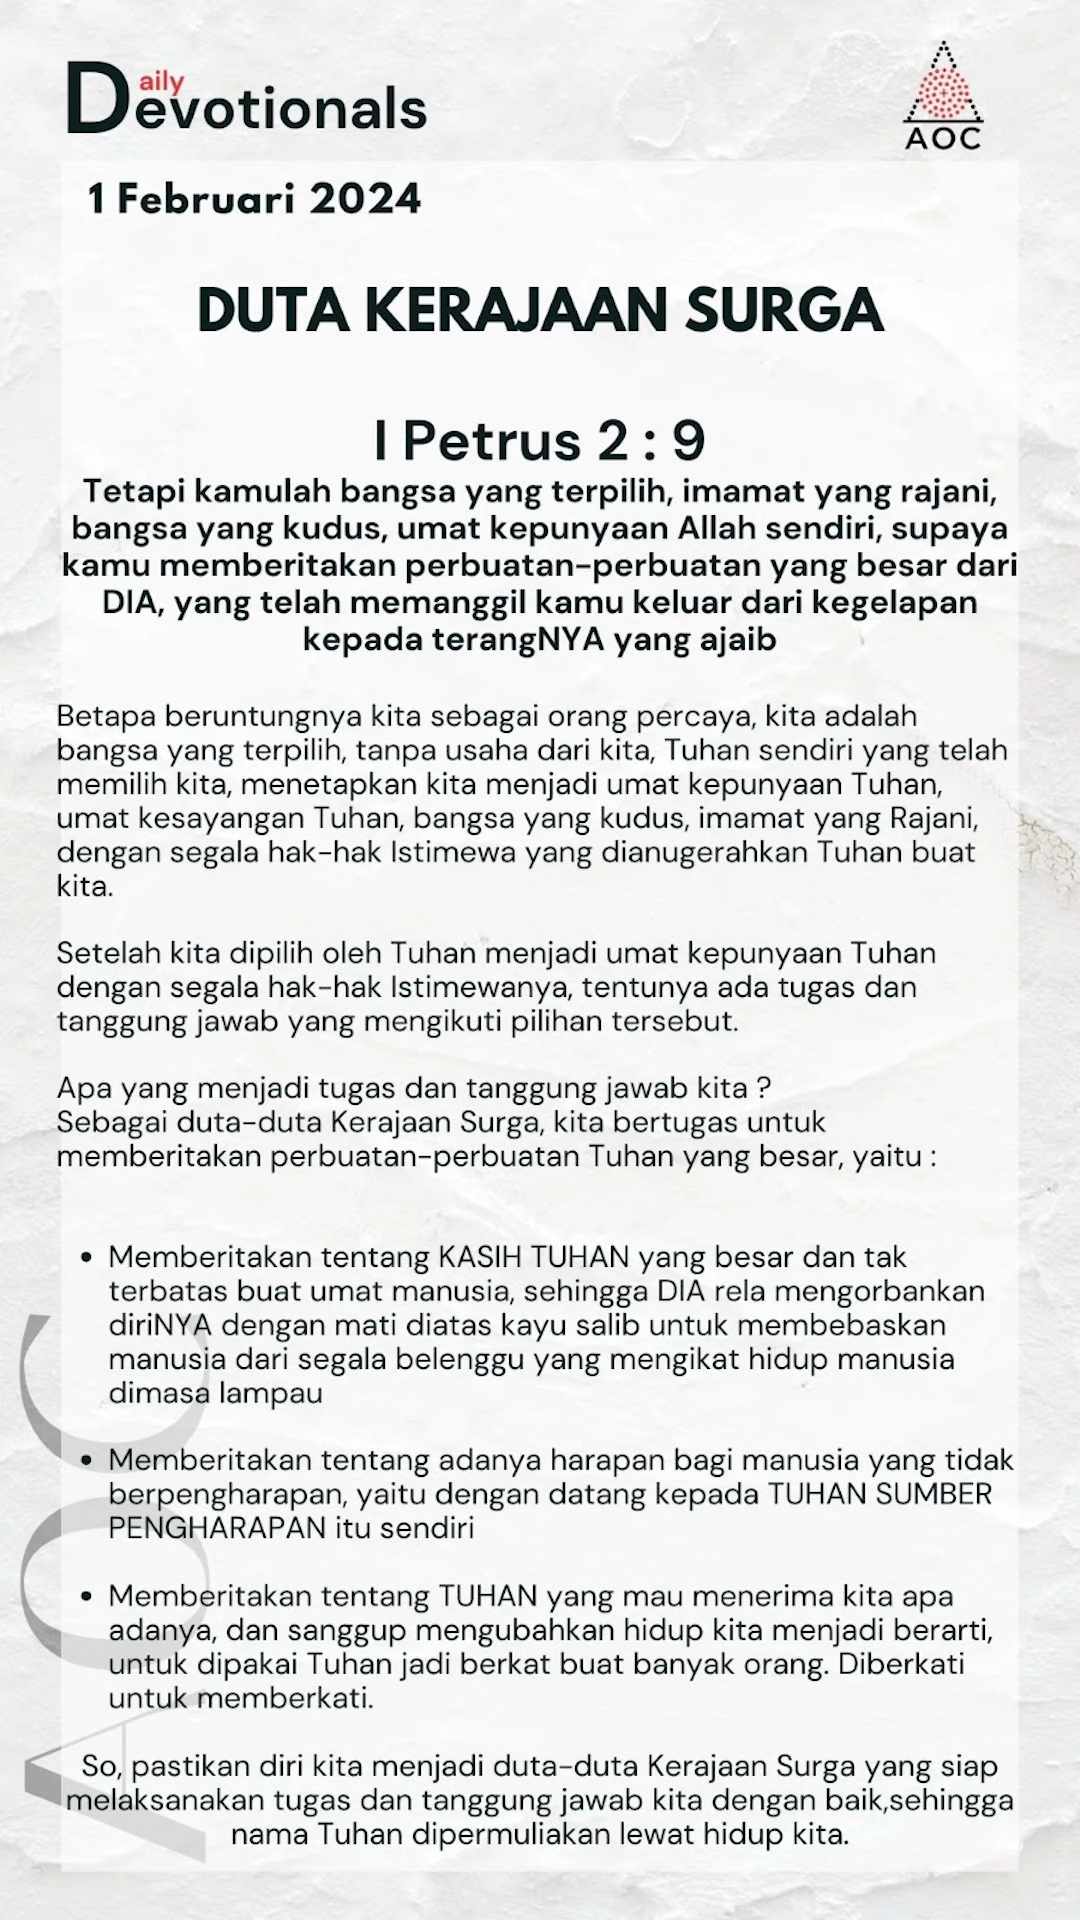 Daily Devotionals
AOC
1 Februari 2024
DUTA KERAJAAN SURGA
I Petrus 2 : 9
Tetapi kamulah bangsa yang terpilih, imamat yang rajani,
bangsa yang kudus, umat kepunyaan Allah sendiri, supaya
kamu memberitakan perbuatan-perbuatan yang besar dari
DIA, yang telah memanggil kamu keluar dari kegelapan
kepada terangNYA yang ajaib
Betapa beruntungnya kita sebagai orang percaya, kita adalah
bangsa yang terpilih, tanpa usaha dari kita, Tuhan sendiri yang telah
memilih kita, menetapkan kita menjadi umat kepunyaan Tuhan,
umat kesayangan Tuhan, bangsa yang kudus, imamat yang Rajani,
dengan segala hak-hak Istimewa yang dianugerahkan Tuhan buat
kita.
Setelah kita dipilih oleh Tuhan menjadi umat kepunyaan Tuhan
dengan segala hak-hak Istimewanya, tentunya ada tugas dan
tanggung jawab yang mengikuti pilihan tersebut.
Apa yang menjadi tugas dan tanggung jawab kita ?
Sebagai duta-duta Kerajaan Surga, kita bertugas untuk
memberitakan perbuatan-perbuatan Tuhan yang besar, yaitu :
• Memberitakan tentang KASIH TUHAN yang besar dan tak
terbatas buat umat manusia, sehingga DIA rela mengorbankan
diriNYA dengan mati diatas kayu salib untuk membebaskan
manusia dari segala belenggu yang mengikat hidup manusia
dimasa lampau
• Memberitakan tentang adanya harapan bagi manusia yang tidak
berpengharapan, yaitu dengan datang kepada TUHAN SUMBER
PENGHARAPAN itu sendiri
• Memberitakan tentang TUHAN yang mau menerima kita apa
adanya, dan sanggup mengubahkan hidup kita menjadi berarti,
untuk dipakai Tuhan jadi berkat buat banyak orang. Diberkati
untuk memberkati.
So, pastikan diri kita menjadi duta-duta Kerajaan Surga yang siap
melaksanakan tugas dan tanggung jawab kita dengan baik,sehingga
nama Tuhan dipermuliakan lewat hidup kita.
AOC